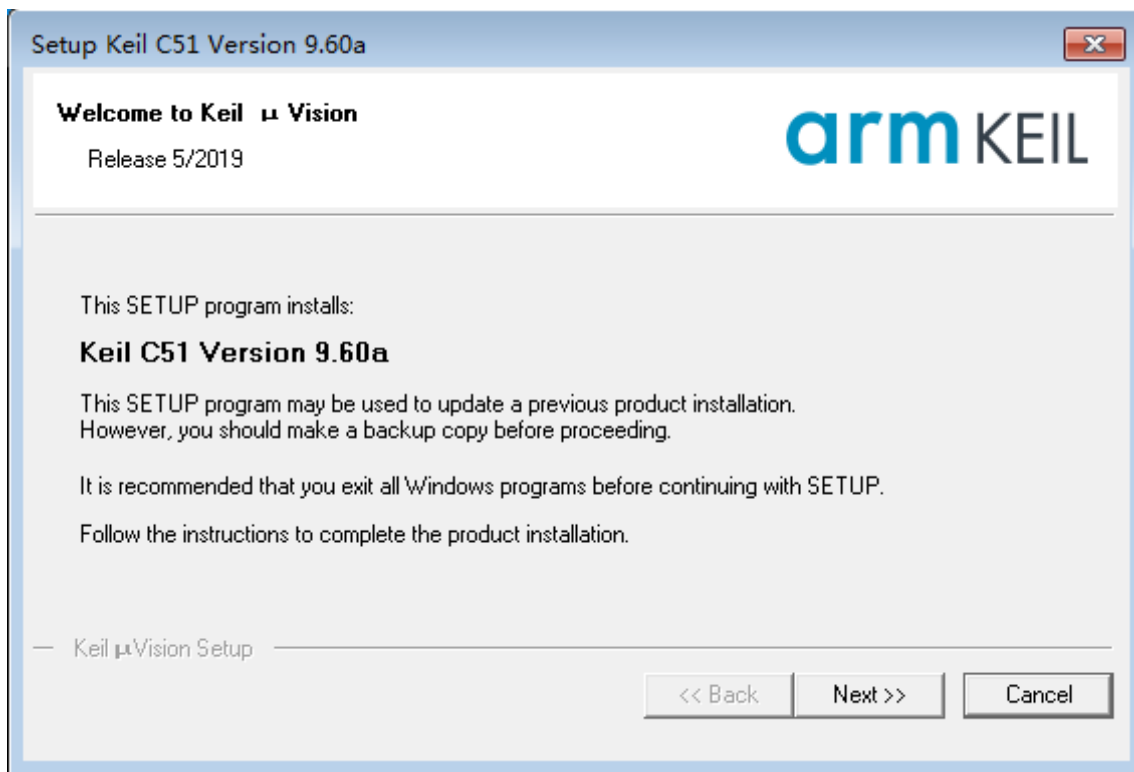 Setup Keil C51 Version 9.60a
Welcome to Keil μ Vision
Release 5/2019
arm KEIL
This SETUP program installs:
Keil C51 Version 9.60a
This SETUP program may be used to update a previous product installation.
However, you should make a backup copy before proceeding.
It is recommended that you exit all Windows programs before continuing with SETUP.
Follow the instructions to complete the product installation.
Keil μVision Setup
<< Back Next >> Cancel